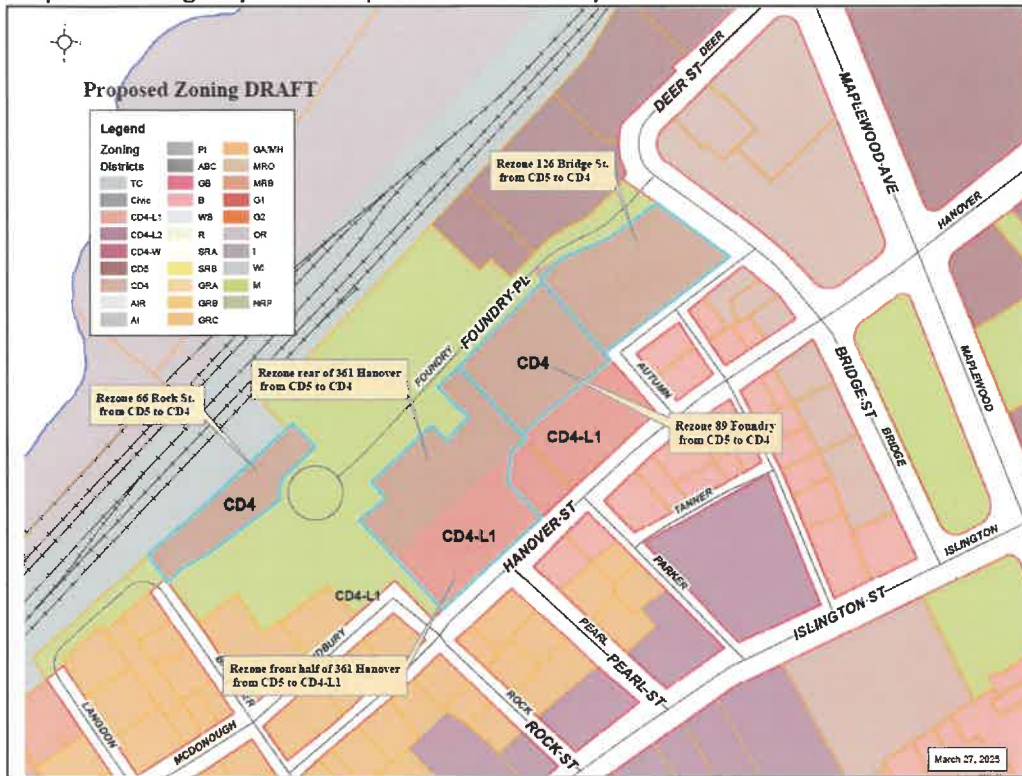 Proposed Zoning DRAFT
Legend
Zoning
Districts
TC
Civic
CD4-L1
CD4-L2
CD4-W
CD5
CD4
AIR
AI
PI
ABC
GB
B
WB
R
SRA
SRB
GRA
GRB
GRC
GA/MH
MRO
MRB
G1
G2
OR
I
WI
M
NRP
DEER
DEER ST
MAPLEWOOD AVE
HANOVER
Rezone 126 Bridge St.
from CD5 to CD4
FOUNDRY PL
FOUNDRY
Rezone rear of 361 Hanover
from CD5 to CD4
CD4
AUTUMN
BRIDGE ST
BRIDGE
MAPLEWOOD
Rezone 66 Rock St.
from CD5 to CD4
Rezone 89 Foundry
from CD5 to CD4
CD4-L1
CD4
CD4-L1
HANOVER ST
TANNER
PARKER
ISLINGTON
ISLINGTON ST
CD4-L1
PEARL
PEARL ST
Rezone front half of 361 Hanover
from CD5 to CD4-L1
LANGDON
MCDONOUGH
ROCK
ROCK ST
March 27, 2025